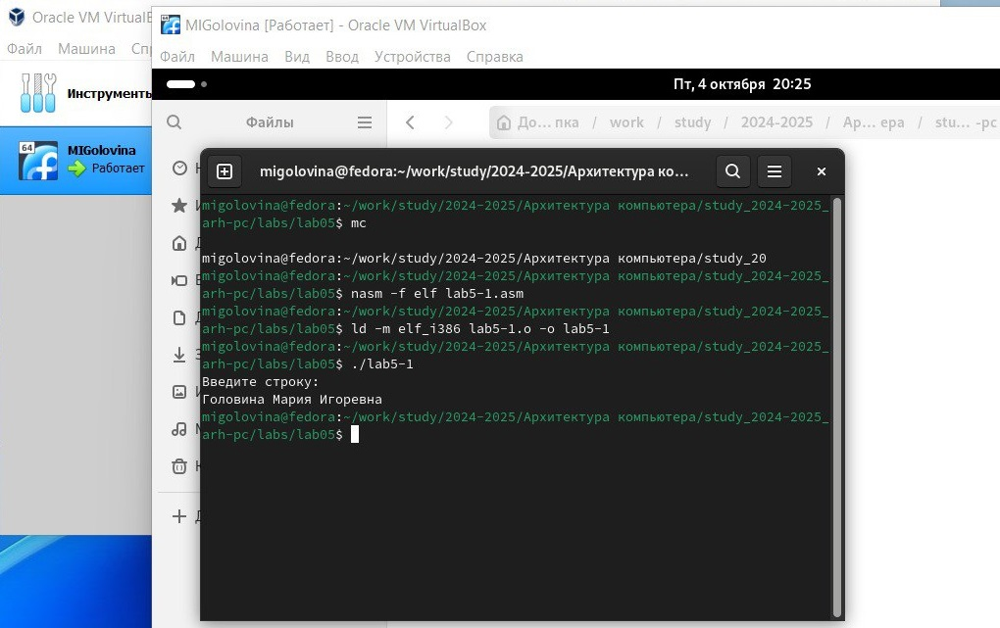 Oracle VM VirtualB
Файл Машина
Инструменты
64
MIGolovina
Работает
MIGolovina [Работает] - Oracle VM VirtualBox
Файл Машина Вид Ввод Устройства Справка
Пт, 4 октября 20:25
Файлы
До… пка / work / study / 2024-2025 / Ар… ера / stu… -pc
migolovina@fedora:~/work/study/2024-2025/Архитектура ко…
migolovina@fedora:~/work/study/2024-2025/Архитектура компьютера/study_2024-2025_
arh-pc/labs/lab05$ mc
migolovina@fedora:~/work/study/2024-2025/Архитектура компьютера/study_20
migolovina@fedora:~/work/study/2024-2025/Архитектура компьютера/study_2024-2025_
arh-pc/labs/lab05$ nasm -f elf lab5-1.asm
migolovina@fedora:~/work/study/2024-2025/Архитектура компьютера/study_2024-2025_
arh-pc/labs/lab05$ ld -m elf_i386 lab5-1.o -o lab5-1
migolovina@fedora:~/work/study/2024-2025/Архитектура компьютера/study_2024-2025_
arh-pc/labs/lab05$ ./lab5-1
Введите строку:
Головина Мария Игоревна
migolovina@fedora:~/work/study/2024-2025/Архитектура компьютера/study_2024-2025_
arh-pc/labs/lab05$